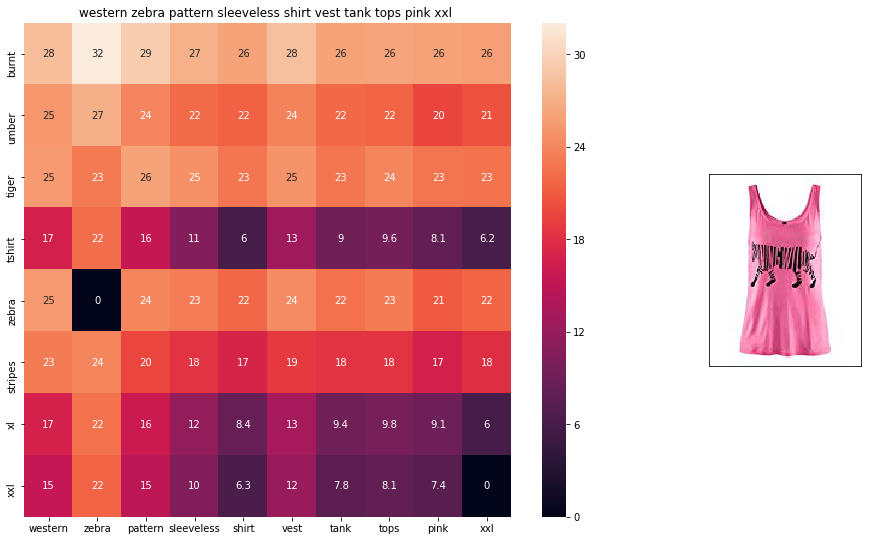 western zebra pattern sleeveless shirt vest tank tops pink xxl
burnt 28 32 29 27 26 28 26 26 26 26
umber 25 27 24 22 22 24 22 22 20 21
tiger 25 23 26 25 23 25 23 24 23 23
tshirt 17 22 16 11 6 13 9 9.6 8.1 6.2
zebra 25 0 24 23 22 24 22 23 21 22
stripes 23 24 20 18 17 19 18 18 17 18
xl 17 22 16 12 8.4 13 9.4 9.8 9.1 6
xxl 15 22 15 10 6.3 12 7.8 8.1 7.4 0
western zebra pattern sleeveless shirt vest tank tops pink xxl
30
24
18
12
6
0